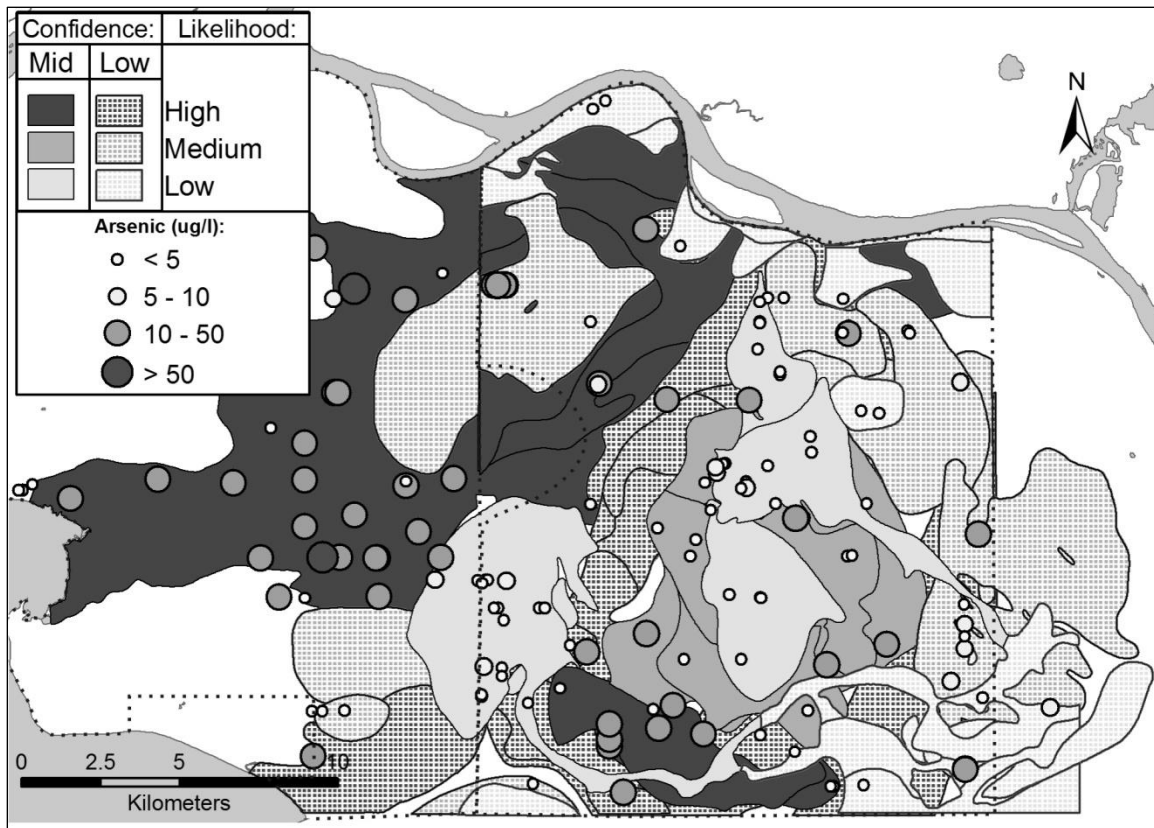 Confidence: Likelihood:
Mid Low
High
Medium
Low
Arsenic (ug/l):
< 5
5 - 10
10 - 50
> 50
N
0 2.5 5 10
Kilometers